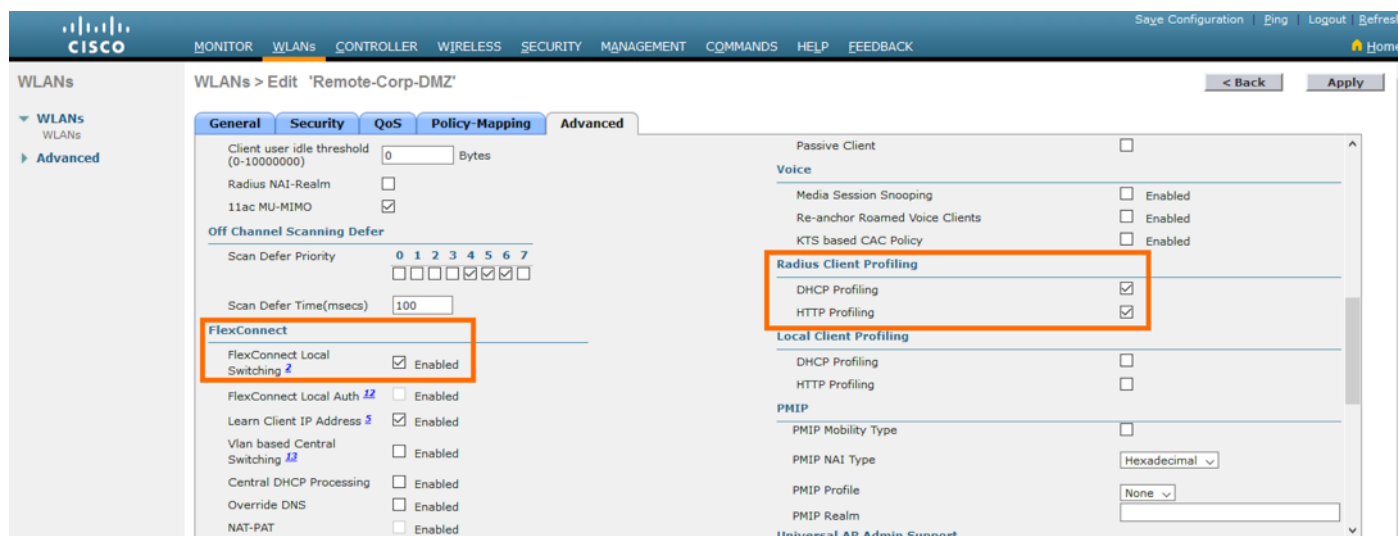 Save Configuration | Ping | Logout | Refresh
CISCO
MONITOR WLANs CONTROLLER WIRELESS SECURITY MANAGEMENT COMMANDS HELP FEEDBACK
Home
WLANs
WLANs > Edit 'Remote-Corp-DMZ'
< Back
Apply
WLANs
WLANs
Advanced
General Security QoS Policy-Mapping Advanced
Client user idle threshold
(0-10000000)
0
Bytes
Radius NAI-Realm
11ac MU-MIMO
Off Channel Scanning Defer
Scan Defer Priority
0 1 2 3 4 5 6 7
Scan Defer Time(msecs)
100
FlexConnect
FlexConnect Local
Switching 2
Enabled
FlexConnect Local Auth 12
Enabled
Learn Client IP Address 5
Enabled
Vlan based Central
Switching 13
Enabled
Central DHCP Processing
Enabled
Override DNS
Enabled
NAT-PAT
Enabled
Passive Client
Voice
Media Session Snooping
Enabled
Re-anchor Roamed Voice Clients
Enabled
KTS based CAC Policy
Enabled
Radius Client Profiling
DHCP Profiling
HTTP Profiling
Local Client Profiling
DHCP Profiling
HTTP Profiling
PMIP
PMIP Mobility Type
PMIP NAI Type
Hexadecimal
PMIP Profile
None
PMIP Realm
Universal AP Admin Support